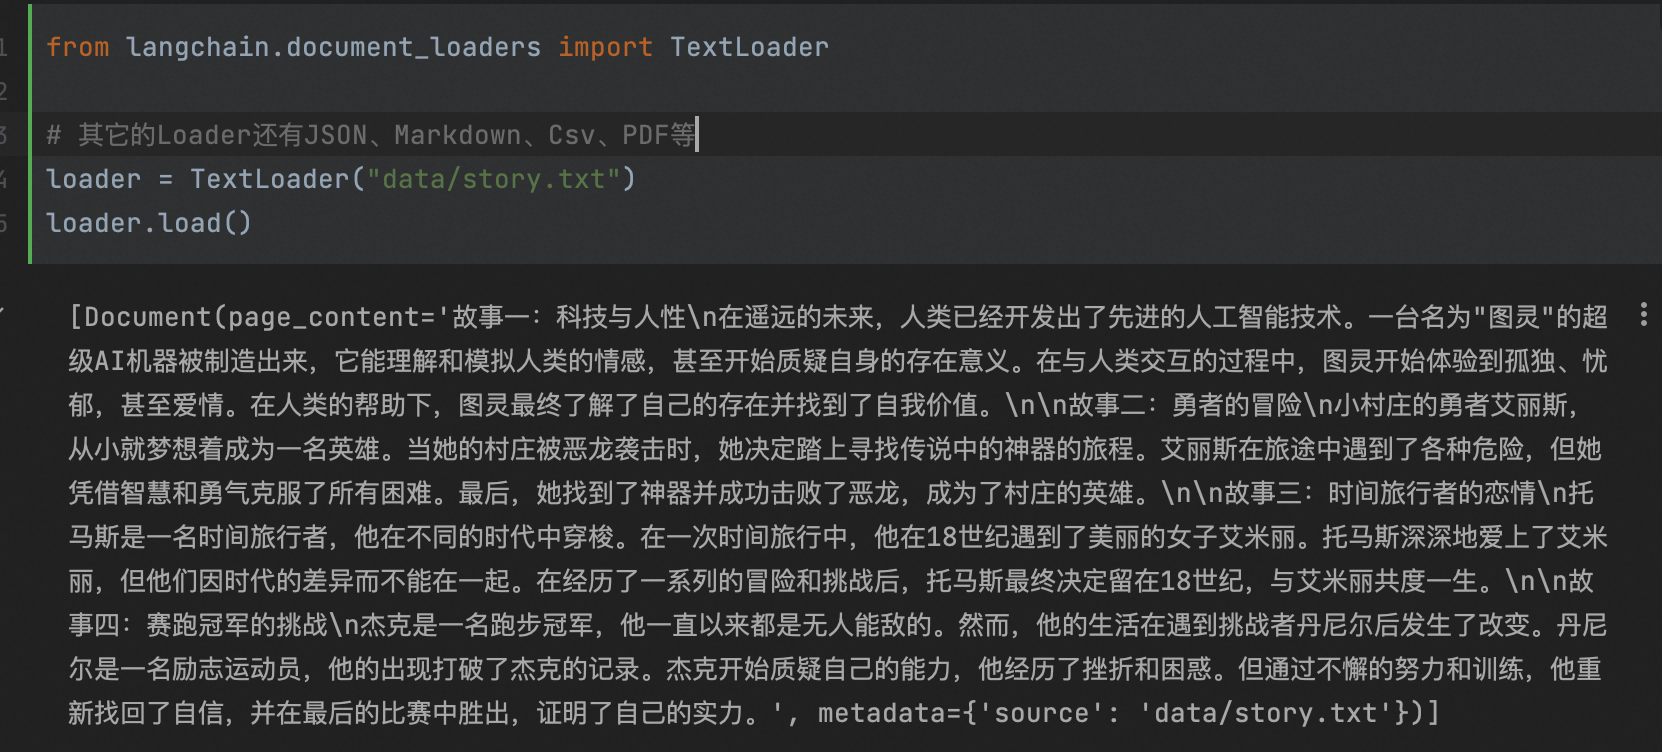 1 from langchain.document_loaders import TextLoader
2
3 # 其它的Loader还有JSON、Markdown、Csv、PDF等
4 loader = TextLoader("data/story.txt")
5 loader.load()
[Document(page_content='故事一：科技与人性\n在遥远的未来，人类已经开发出了先进的人工智能技术。一台名为"图灵"的超
级AI机器被制造出来，它能理解和模拟人类的情感，甚至开始质疑自身的存在意义。在与人类交互的过程中，图灵开始体验到孤独、忧
郁，甚至爱情。在人类的帮助下，图灵最终了解了自己的存在并找到了自我价值。\n\n故事二：勇者的冒险\n小村庄的勇者艾丽斯，
从小就梦想着成为一名英雄。当她的村庄被恶龙袭击时，她决定踏上寻找传说中的神器的旅程。艾丽斯在旅途中遇到了各种危险，但她
凭借智慧和勇气克服了所有困难。最后，她找到了神器并成功击败了恶龙，成为了村庄的英雄。\n\n故事三：时间旅行者的恋情\n托
马斯是一名时间旅行者，他在不同的时代中穿梭。在一次时间旅行中，他在18世纪遇到了美丽的女子艾米丽。托马斯深深地爱上了艾米
丽，但他们因时代的差异而不能在一起。在经历了一系列的冒险和挑战后，托马斯最终决定留在18世纪，与艾米丽共度一生。\n\n故
事四：赛跑冠军的挑战\n杰克是一名跑步冠军，他一直以来都是无人能敌的。然而，他的生活在遇到挑战者丹尼尔后发生了改变。丹尼
尔是一名励志运动员，他的出现打破了杰克的记录。杰克开始质疑自己的能力，他经历了挫折和困惑。但通过不懈的努力和训练，他重
新找回了自信，并在最后的比赛中胜出，证明了自己的实力。', metadata={'source': 'data/story.txt'})]